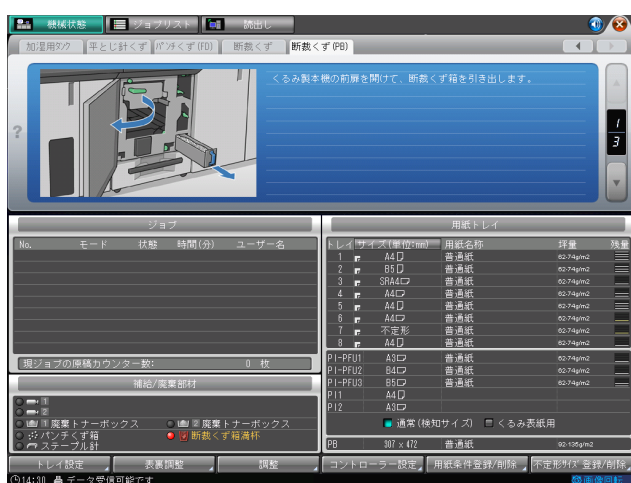 機械状態 ジョブリスト 読出し
加湿用タンク 平とじ針くず パンチくず(FD) 断裁くず 断裁くず(PB)
くるみ製本機の前扉を開けて、断裁くず箱を引き出します。
?
1
3
ジョブ
No. モード 状態 時間(分) ユーザー名
現ジョブの原稿カウンター数: 0 枚
補給/廃棄部材
1
2
1 廃棄トナーボックス 2 廃棄トナーボックス
パンチくず箱 断裁くず箱満杯
ステープル針
用紙トレイ
トレイ サイズ(単位:mm) 用紙名称 坪量 残量
1 A4 普通紙 62-74g/m2
2 B5 普通紙 62-74g/m2
3 SRA4 普通紙 62-74g/m2
4 A4 普通紙 62-74g/m2
5 A4 普通紙 62-74g/m2
6 A4 普通紙 62-74g/m2
7 不定形 普通紙 62-74g/m2
8 A4 普通紙 62-74g/m2
PI-PFU1 A3 普通紙 62-74g/m2
PI-PFU2 B4 普通紙 62-74g/m2
PI-PFU3 B5 普通紙 62-74g/m2
PI1 A4
PI2 A3
通常(検知サイズ) くるみ表紙用
PB 307 × 472 普通紙 92-135g/m2
トレイ設定 表裏調整 調整 コントローラー設定 用紙条件登録/削除 不定形サイズ登録/削除
14:30 データ受信可能です 画像回転